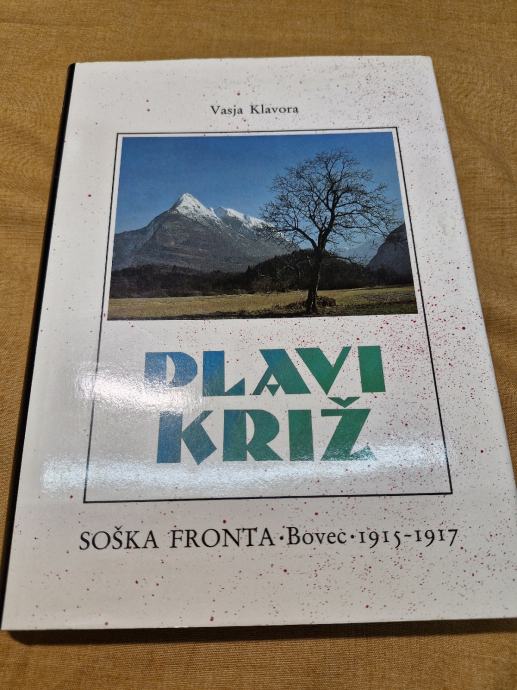 Vasja Klavora
PLAVI
KRIŽ
SOŠKA FRONTA · Bovec · 1915-1917